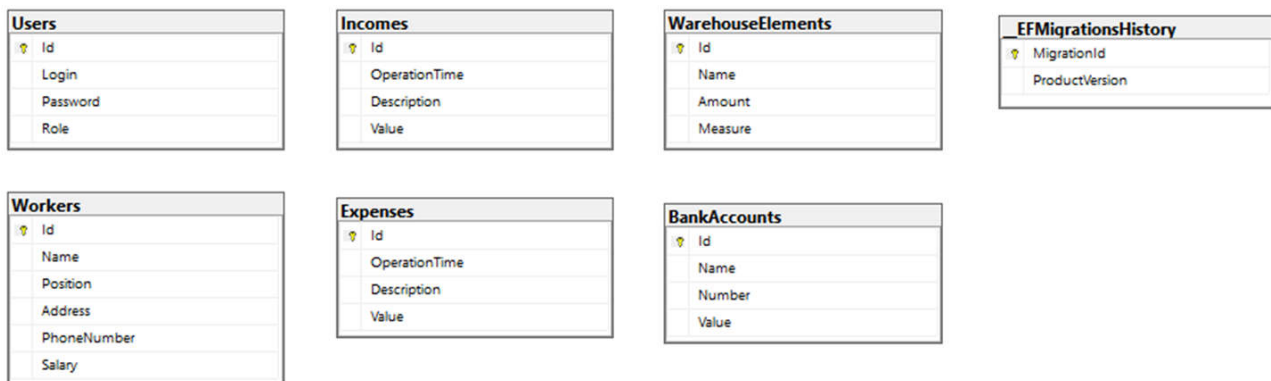 Users
Id
Login
Password
Role
Incomes
Id
OperationTime
Description
Value
WarehouseElements
Id
Name
Amount
Measure
__EFMigrationsHistory
MigrationId
ProductVersion
Workers
Id
Name
Position
Address
PhoneNumber
Salary
Expenses
Id
OperationTime
Description
Value
BankAccounts
Id
Name
Number
Value